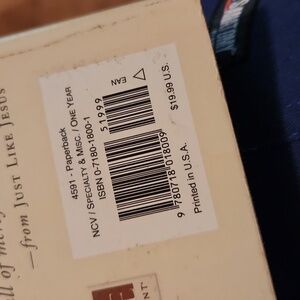 4591 - Paperback
NCV / SPECIALTY & MISC. / ONE YEAR
ISBN 0-7180-1800-1
51999
EAN
9 780718 018009
$19.99 U.S.
Printed in U.S.A.
—from JUST LIKE JESUS